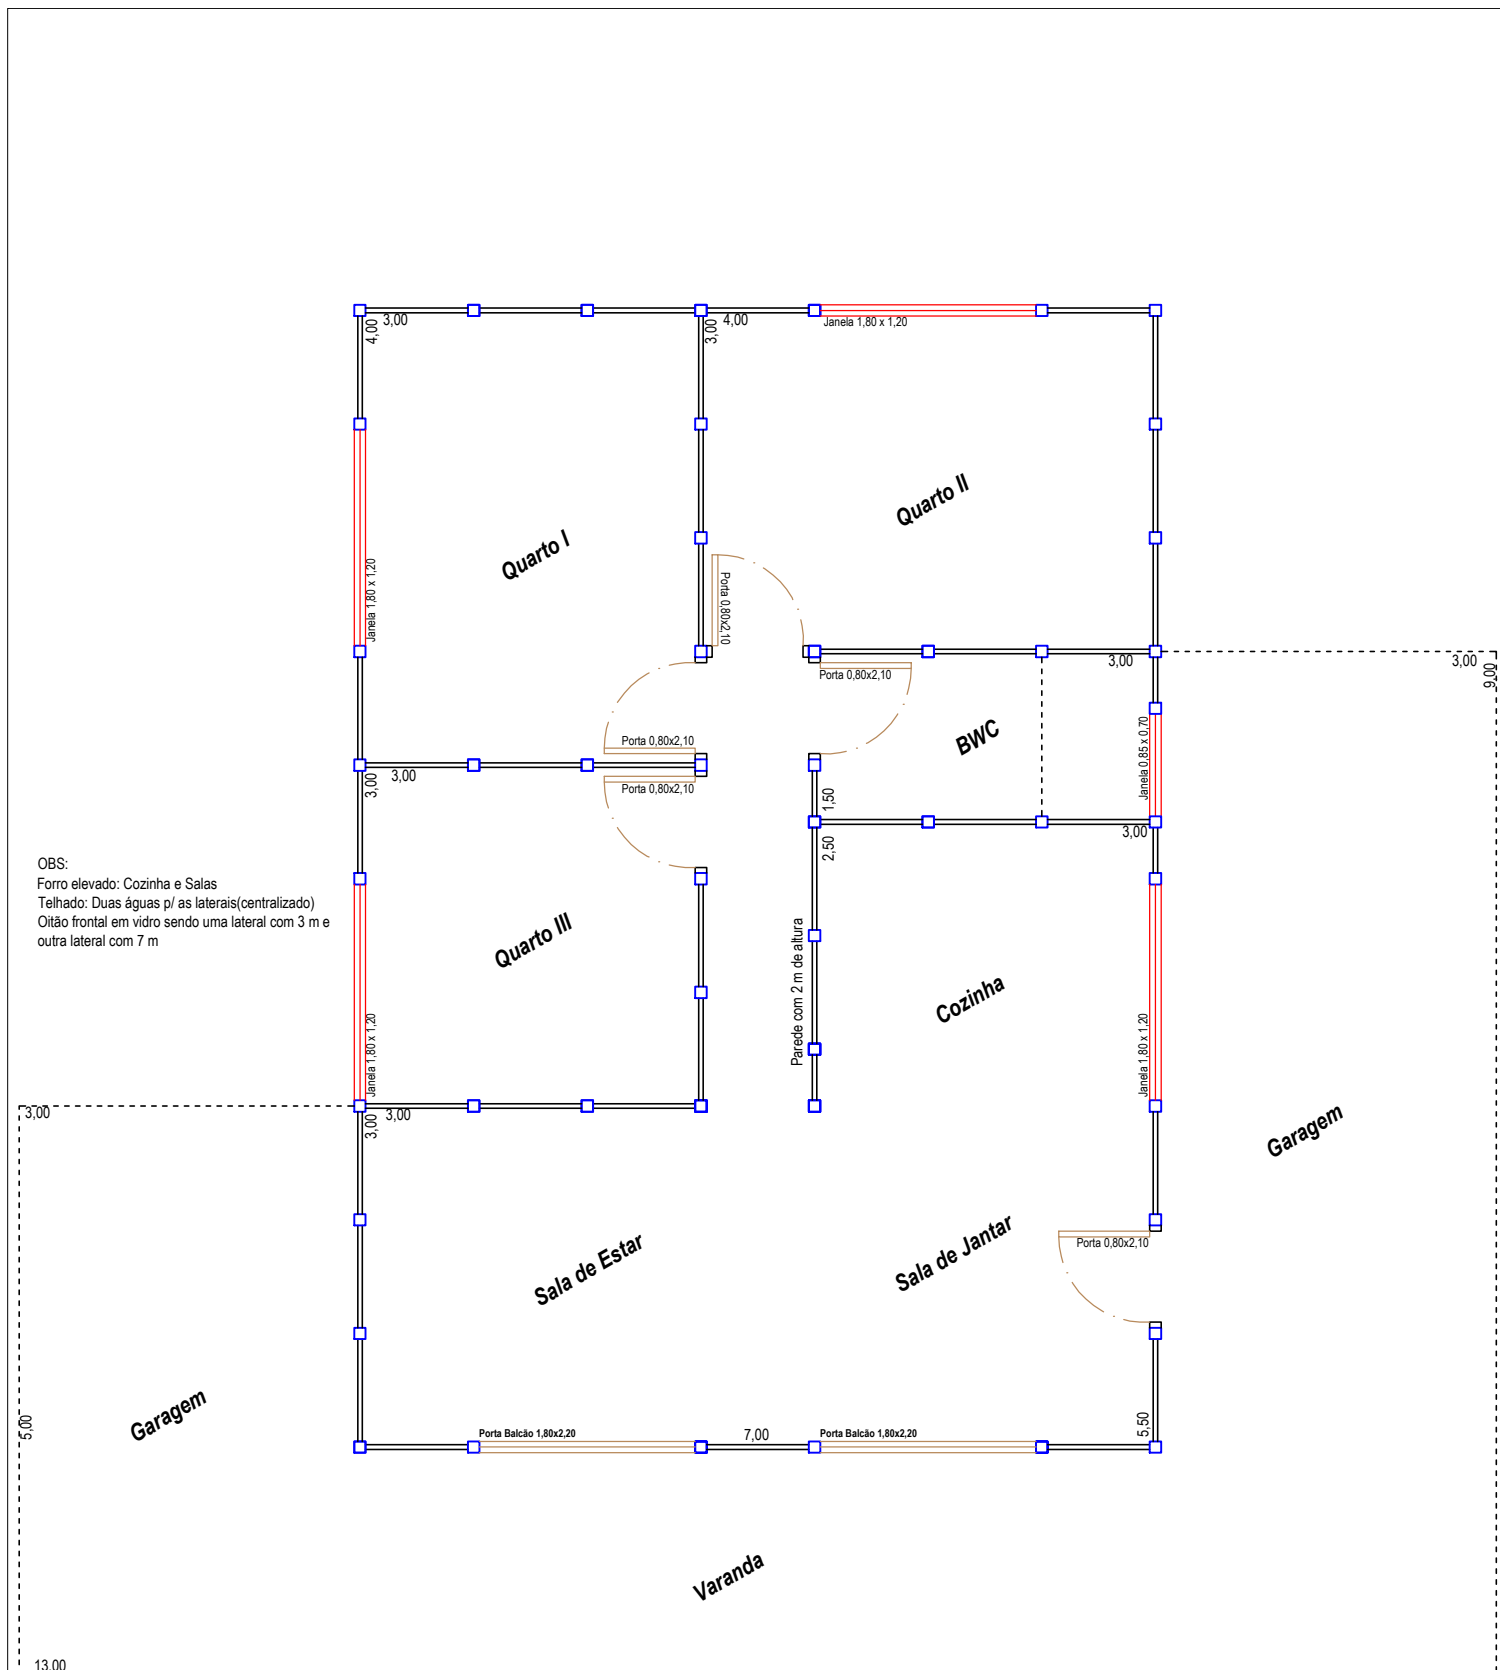 3,00
4,00
4,00
3,00
Janela 1,80 x 1,20
Quarto II
Quarto I
Janela 1,80 x 1,20
Porta 0,80x2,10
3,00
3,00
9,00
Porta 0,80x2,10
BWC
Porta 0,80x2,10
Janela 0,85 x 0,70
3,00
3,00
Porta 0,80x2,10
1,50
3,00
2,50
OBS:
Forro elevado: Cozinha e Salas
Telhado: Duas águas p/ as laterais(centralizado)
Oitão frontal em vidro sendo uma lateral com 3 m e
outra lateral com 7 m
Quarto III
Parede com 2 m de altura
Cozinha
Janela 1,80 x 1,20
Janela 1,80 x 1,20
3,00
3,00
3,00
Garagem
Sala de Estar
Sala de Jantar
Porta 0,80x2,10
Garagem
5,00
Porta Balcão 1,80x2,20
7,00
Porta Balcão 1,80x2,20
5,50
Varanda
13,00